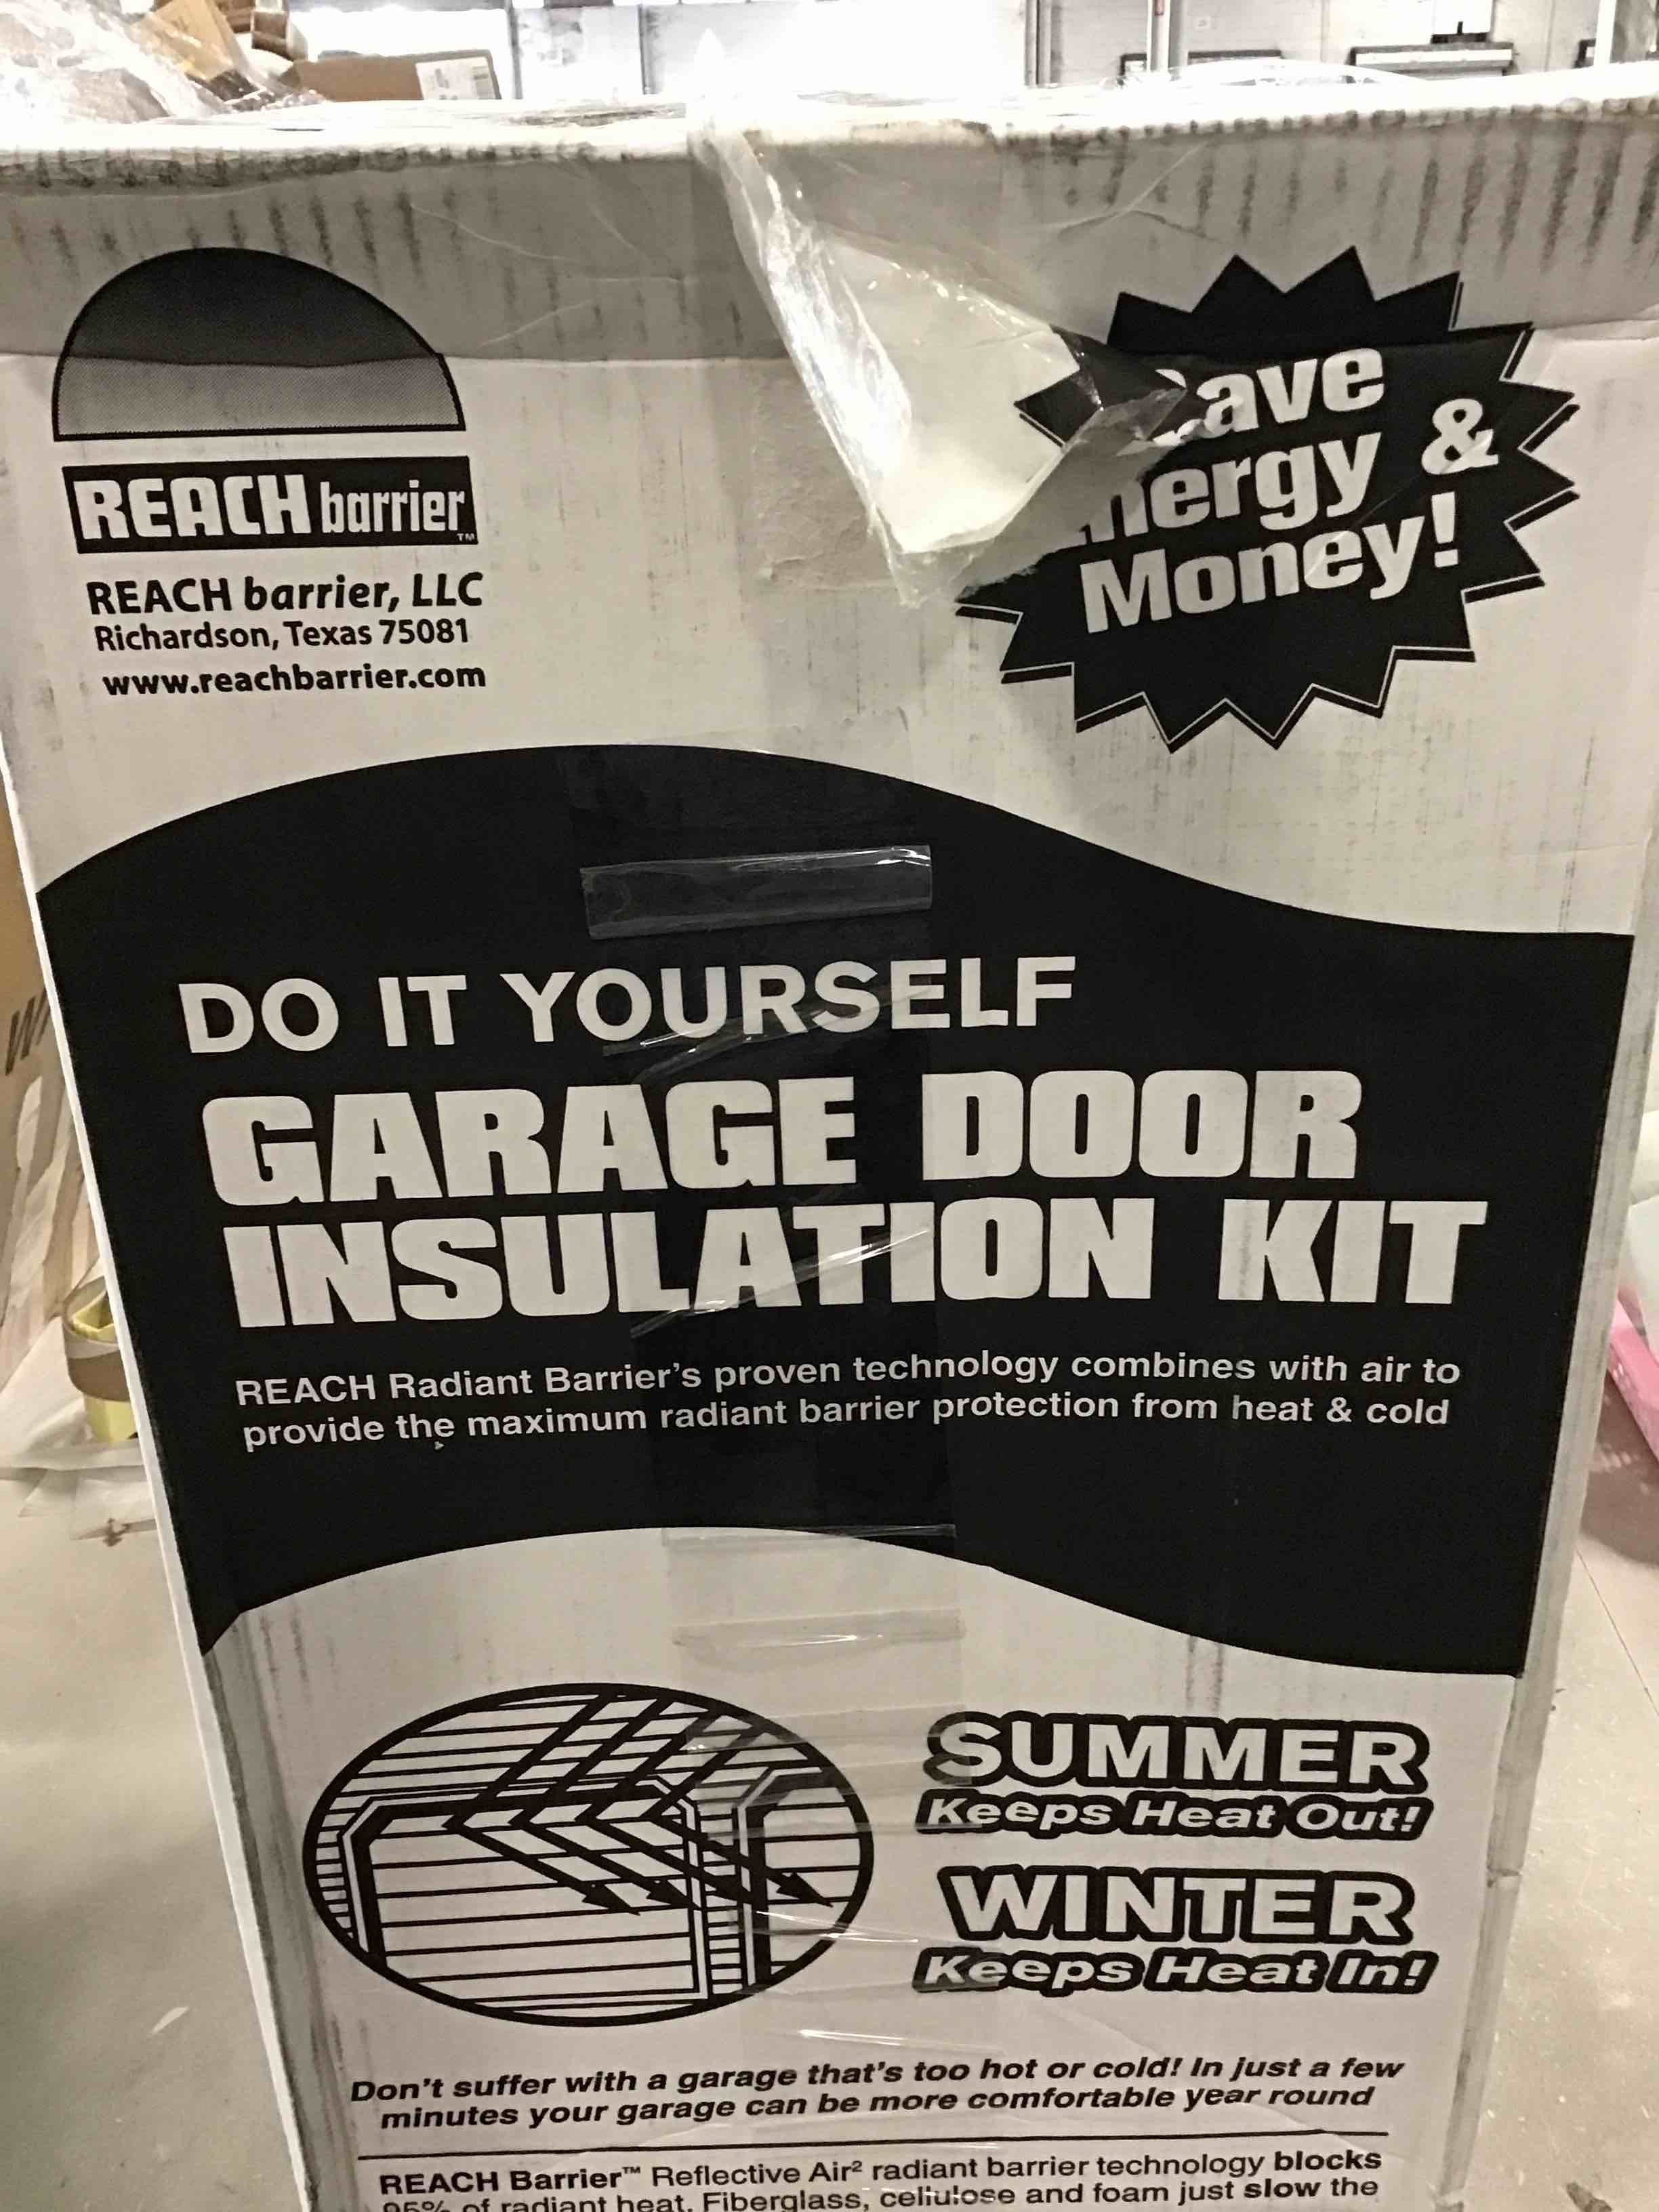 REACH barrier™
REACH barrier, LLC
Richardson, Texas 75081
www.reachbarrier.com
ave
nergy &
Money!
DO IT YOURSELF
GARAGE DOOR
INSULATION KIT
REACH Radiant Barrier's proven technology combines with air to
provide the maximum radiant barrier protection from heat & cold
SUMMER
Keeps Heat Out!
WINTER
Keeps Heat In!
Don't suffer with a garage that's too hot or cold! In just a few
minutes your garage can be more comfortable year round
REACH Barrier™ Reflective Air² radiant barrier technology blocks
95% of radiant heat. Fiberglass, cellulose and foam just slow the